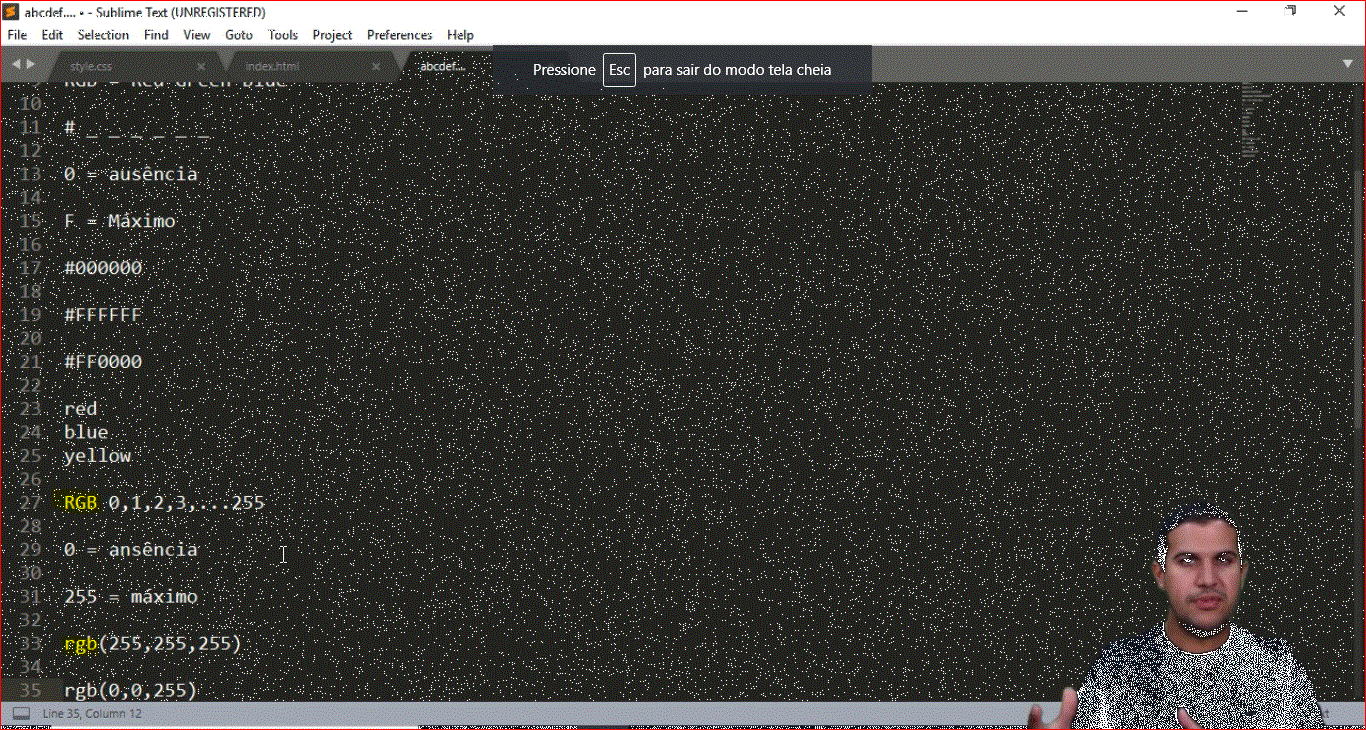 abcdef.... • - Sublime Text (UNREGISTERED)
File Edit Selection Find View Goto Tools Project Preferences Help
style.css × index.html × abcdef....
Pressione Esc para sair do modo tela cheia
RGB = Red Green Blue
10
11 # _ _ _ _ _ _
12
13 0 = ausência
14
15 F = Máximo
16
17 #000000
18
19 #FFFFFF
20
21 #FF0000
22
23 red
24 blue
25 yellow
26
27 RGB 0,1,2,3,...255
28
29 0 = ansência
30
31 255 = máximo
32
33 rgb(255,255,255)
34
35 rgb(0,0,255)
Line 35, Column 12